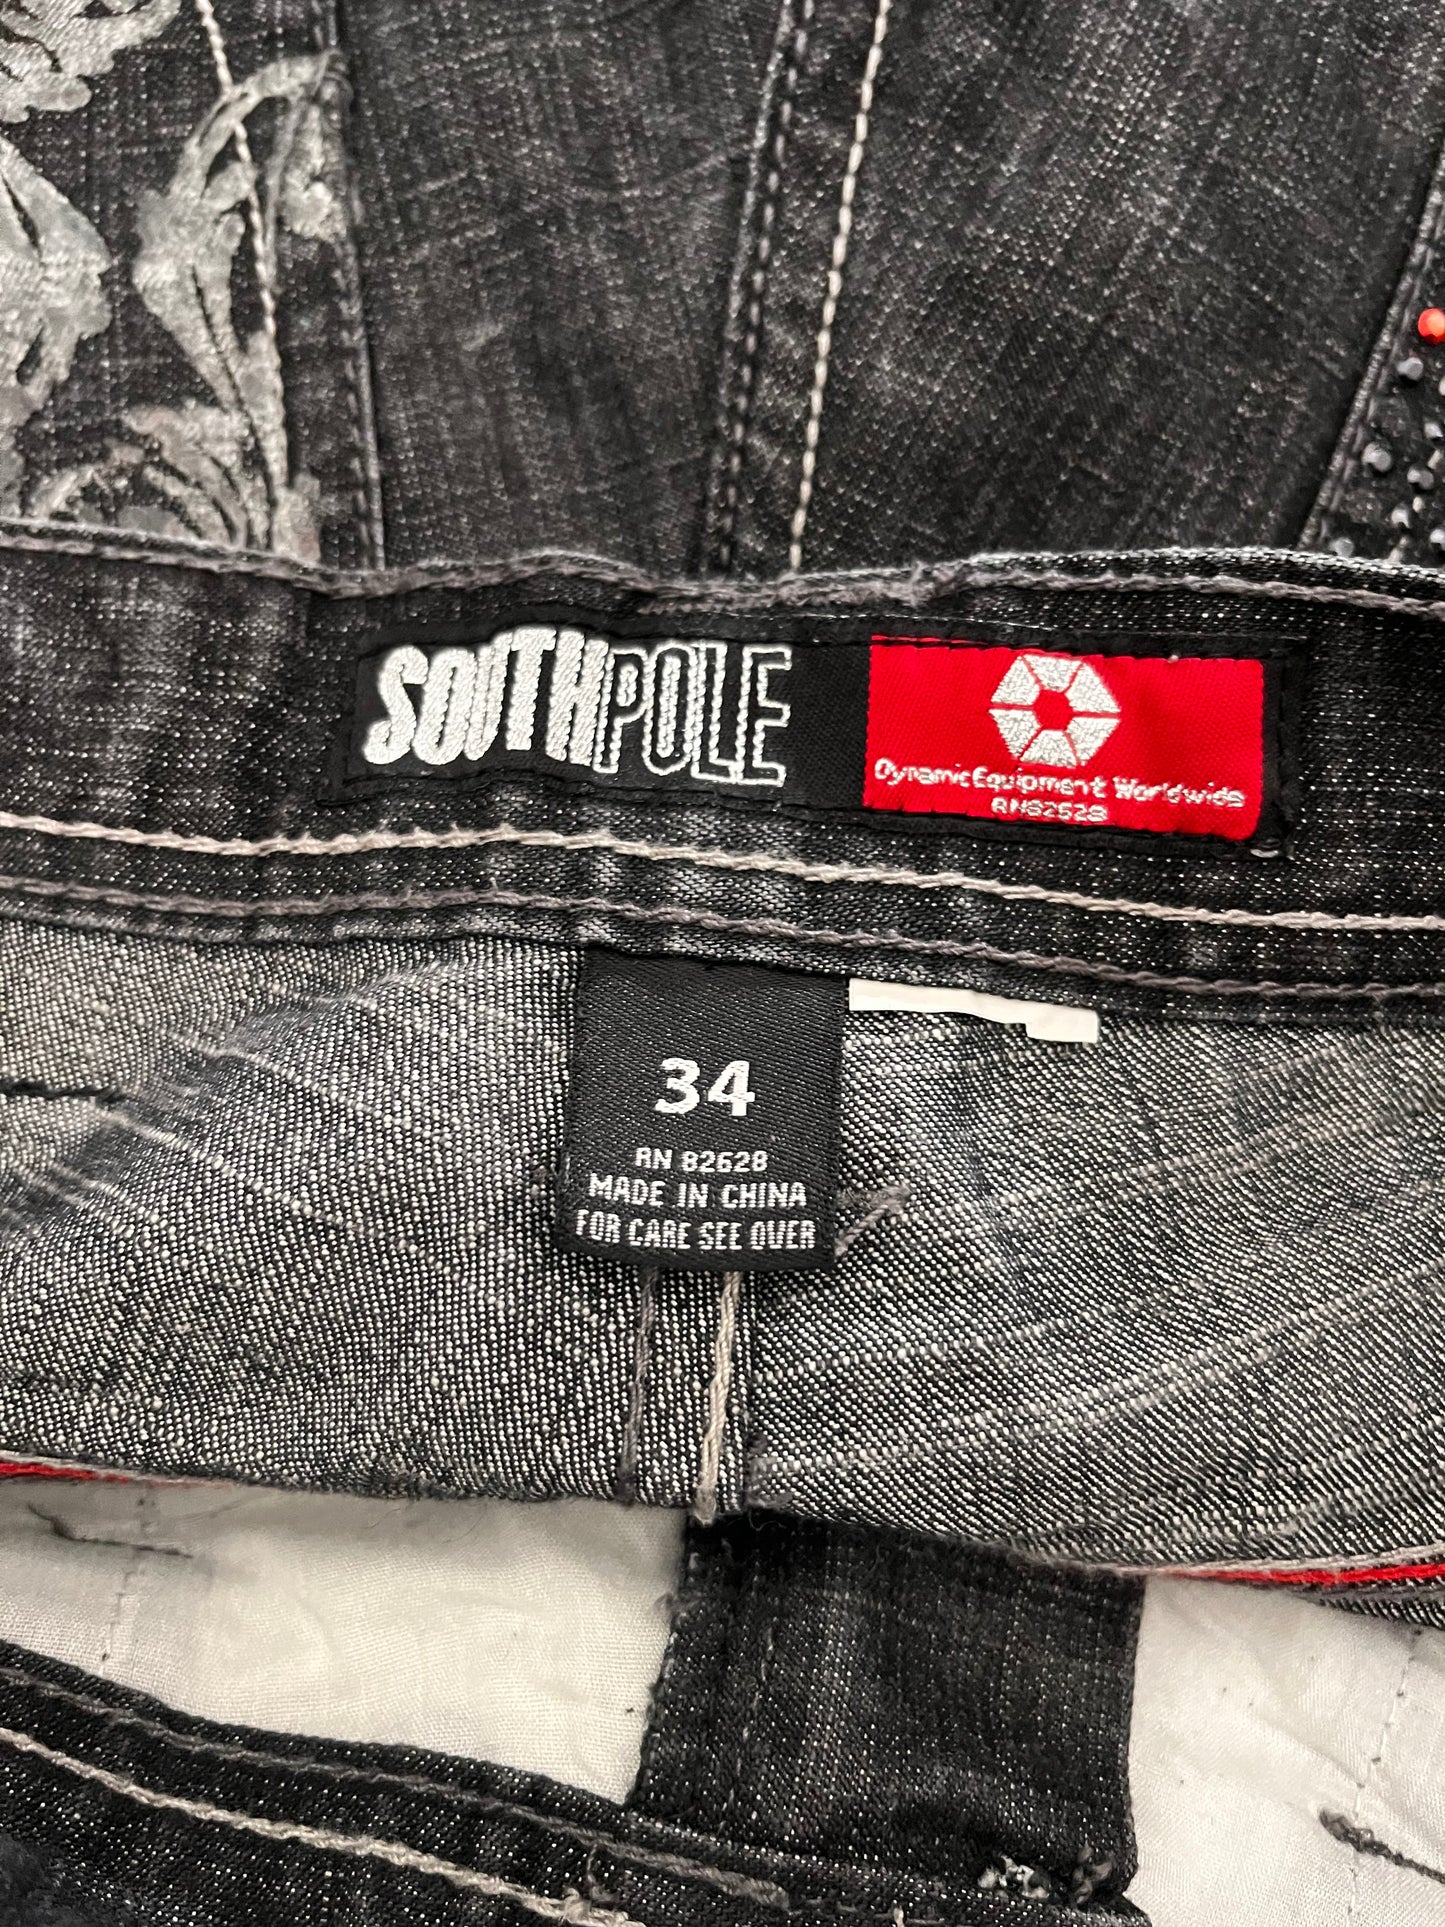 SOUTHPOLE
Dynamic Equipment Worldwide
RN82628
34
RN 82628
MADE IN CHINA
FOR CARE SEE OVER